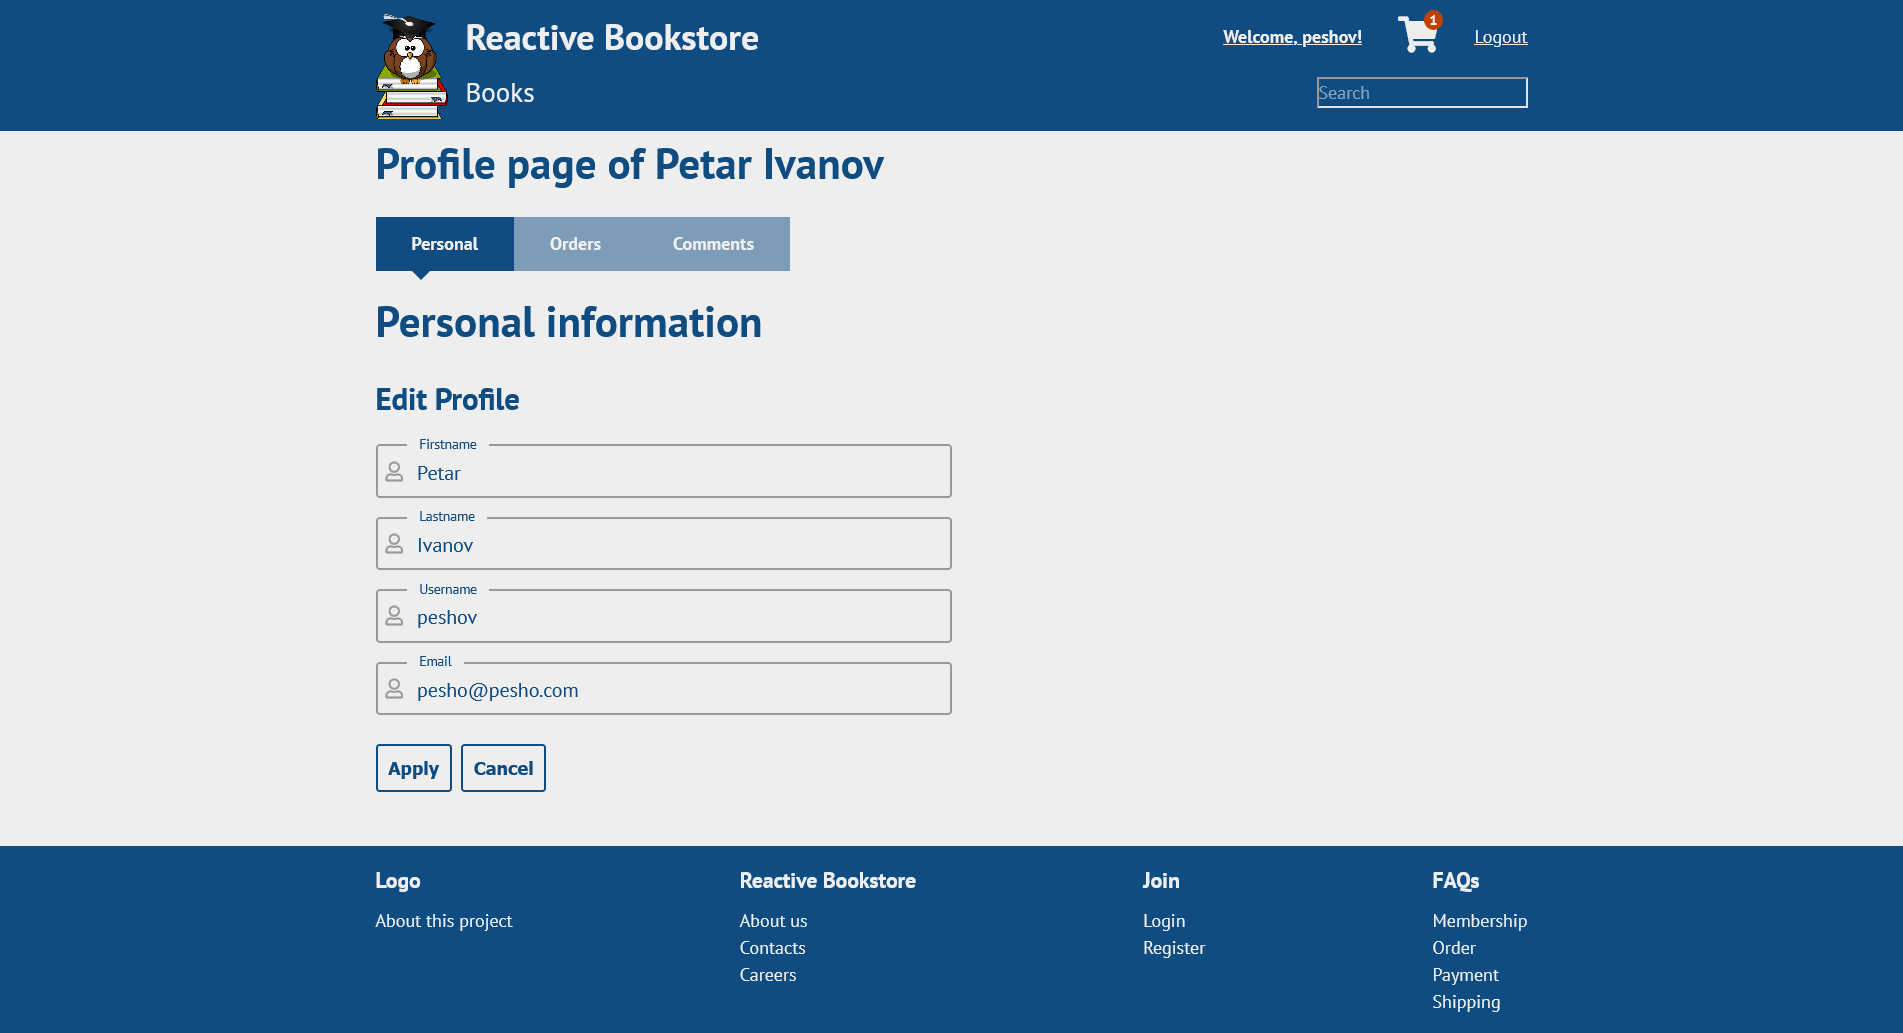 Reactive Bookstore
Welcome, peshov!
1
Logout
Books
Search
Profile page of Petar Ivanov
Personal
Orders
Comments
Personal information
Edit Profile
Firstname
Petar
Lastname
Ivanov
Username
peshov
Email
pesho@pesho.com
Apply
Cancel
Logo
About this project
Reactive Bookstore
About us
Contacts
Careers
Join
Login
Register
FAQs
Membership
Order
Payment
Shipping